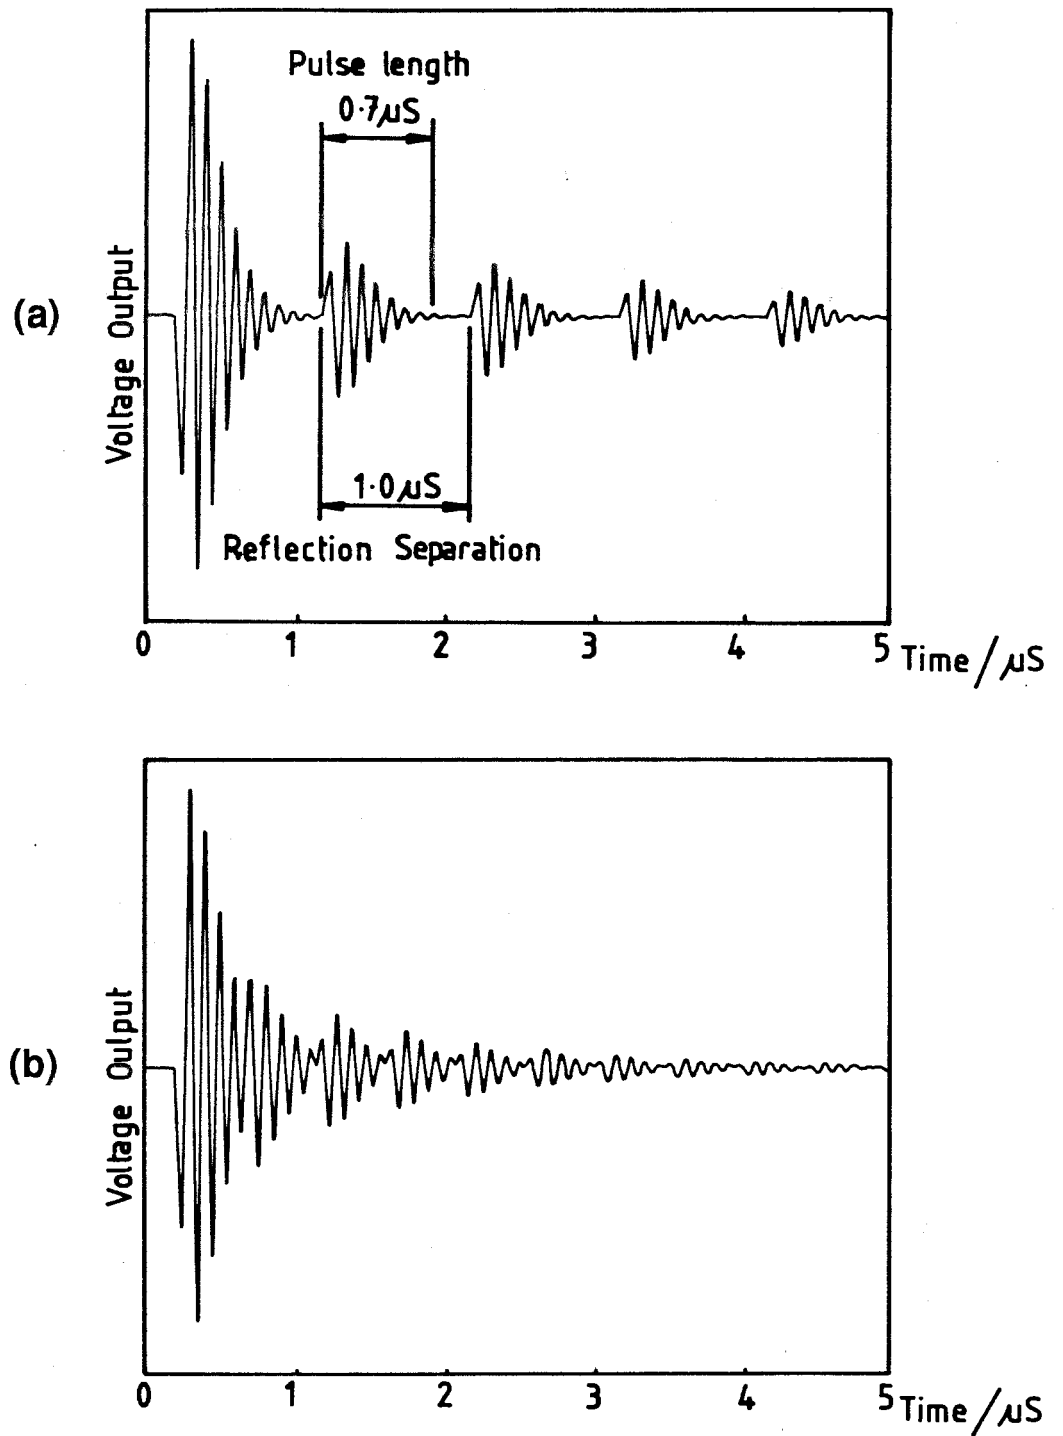 (a)
Voltage Output
Pulse length
0·7μS
1·0μS
Reflection Separation
0 1 2 3 4 5 Time/μS
(b)
Voltage Output
0 1 2 3 4 5 Time/μS